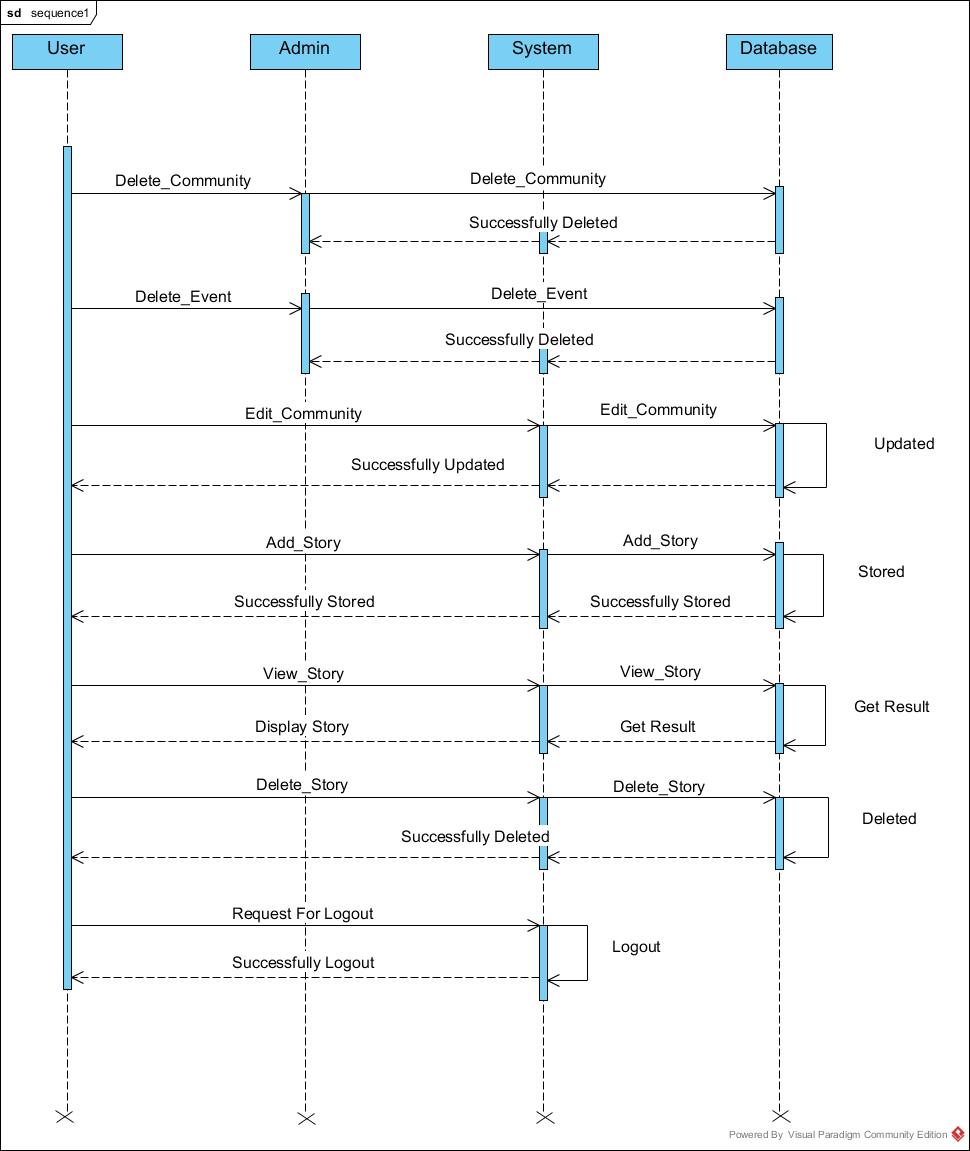 sd sequence1
User Admin System Database
Delete_Community Delete_Community
Successfully Deleted
Delete_Event Delete_Event
Successfully Deleted
Edit_Community Edit_Community
Updated
Successfully Updated
Add_Story Add_Story
Stored
Successfully Stored Successfully Stored
View_Story View_Story
Get Result
Display Story Get Result
Delete_Story Delete_Story
Deleted
Successfully Deleted
Request For Logout
Logout
Successfully Logout
Powered By Visual Paradigm Community Edition